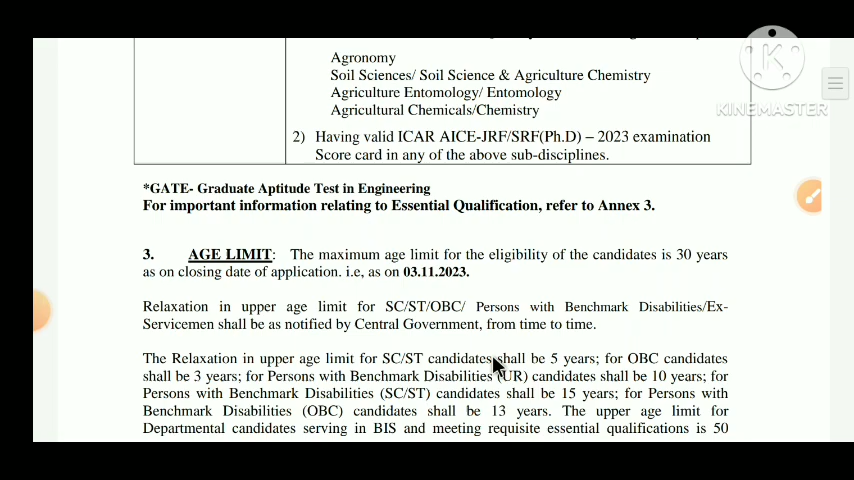 Agronomy
Soil Sciences/ Soil Science & Agriculture Chemistry
Agriculture Entomology/ Entomology
Agricultural Chemicals/Chemistry
2) Having valid ICAR AICE-JRF/SRF(Ph.D) – 2023 examination
Score card in any of the above sub-disciplines.
K
KINEMASTER
*GATE- Graduate Aptitude Test in Engineering
For important information relating to Essential Qualification, refer to Annex 3.
3. AGE LIMIT: The maximum age limit for the eligibility of the candidates is 30 years
as on closing date of application. i.e, as on 03.11.2023.
Relaxation in upper age limit for SC/ST/OBC/ Persons with Benchmark Disabilities/Ex-
Servicemen shall be as notified by Central Government, from time to time.
The Relaxation in upper age limit for SC/ST candidates shall be 5 years; for OBC candidates
shall be 3 years; for Persons with Benchmark Disabilities (UR) candidates shall be 10 years; for
Persons with Benchmark Disabilities (SC/ST) candidates shall be 15 years; for Persons with
Benchmark Disabilities (OBC) candidates shall be 13 years. The upper age limit for
Departmental candidates serving in BIS and meeting requisite essential qualifications is 50